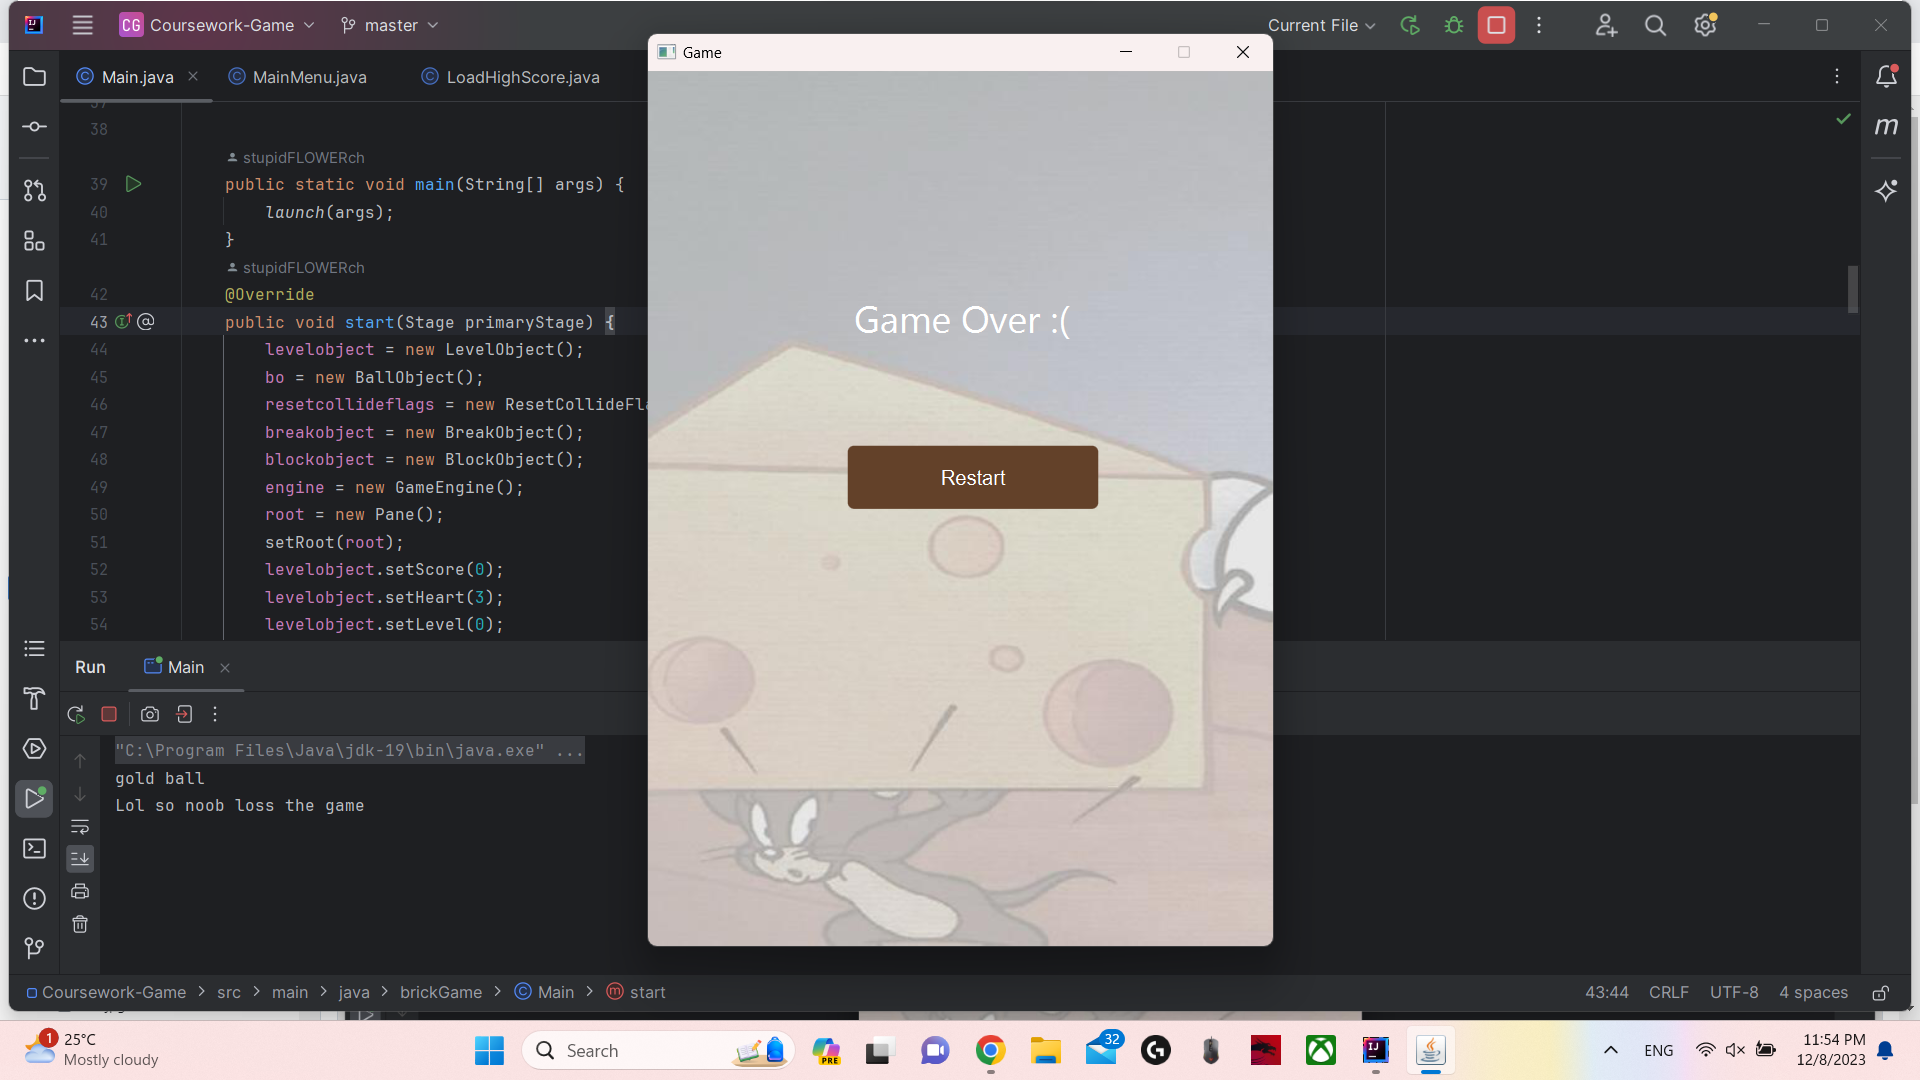 CG Coursework-Game
master
Current File
Main.java
MainMenu.java
LoadHighScore.java
Game
37
38
stupidFLOWERch
39 public static void main(String[] args) {
40 launch(args);
41 }
stupidFLOWERch
42 @Override
43 public void start(Stage primaryStage) {
44 levelobject = new LevelObject();
45 bo = new BallObject();
46 resetcollideflags = new ResetCollideFla
47 breakobject = new BreakObject();
48 blockobject = new BlockObject();
49 engine = new GameEngine();
50 root = new Pane();
51 setRoot(root);
52 levelobject.setScore(0);
53 levelobject.setHeart(3);
54 levelobject.setLevel(0);
Game Over :(
Restart
Run
Main
"C:\Program Files\Java\jdk-19\bin\java.exe" ...
gold ball
Lol so noob loss the game
Coursework-Game > src > main > java > brickGame > Main > start
43:44 CRLF UTF-8 4 spaces
1
25°C
Mostly cloudy
Search
PRE
32
ENG
11:54 PM
12/8/2023